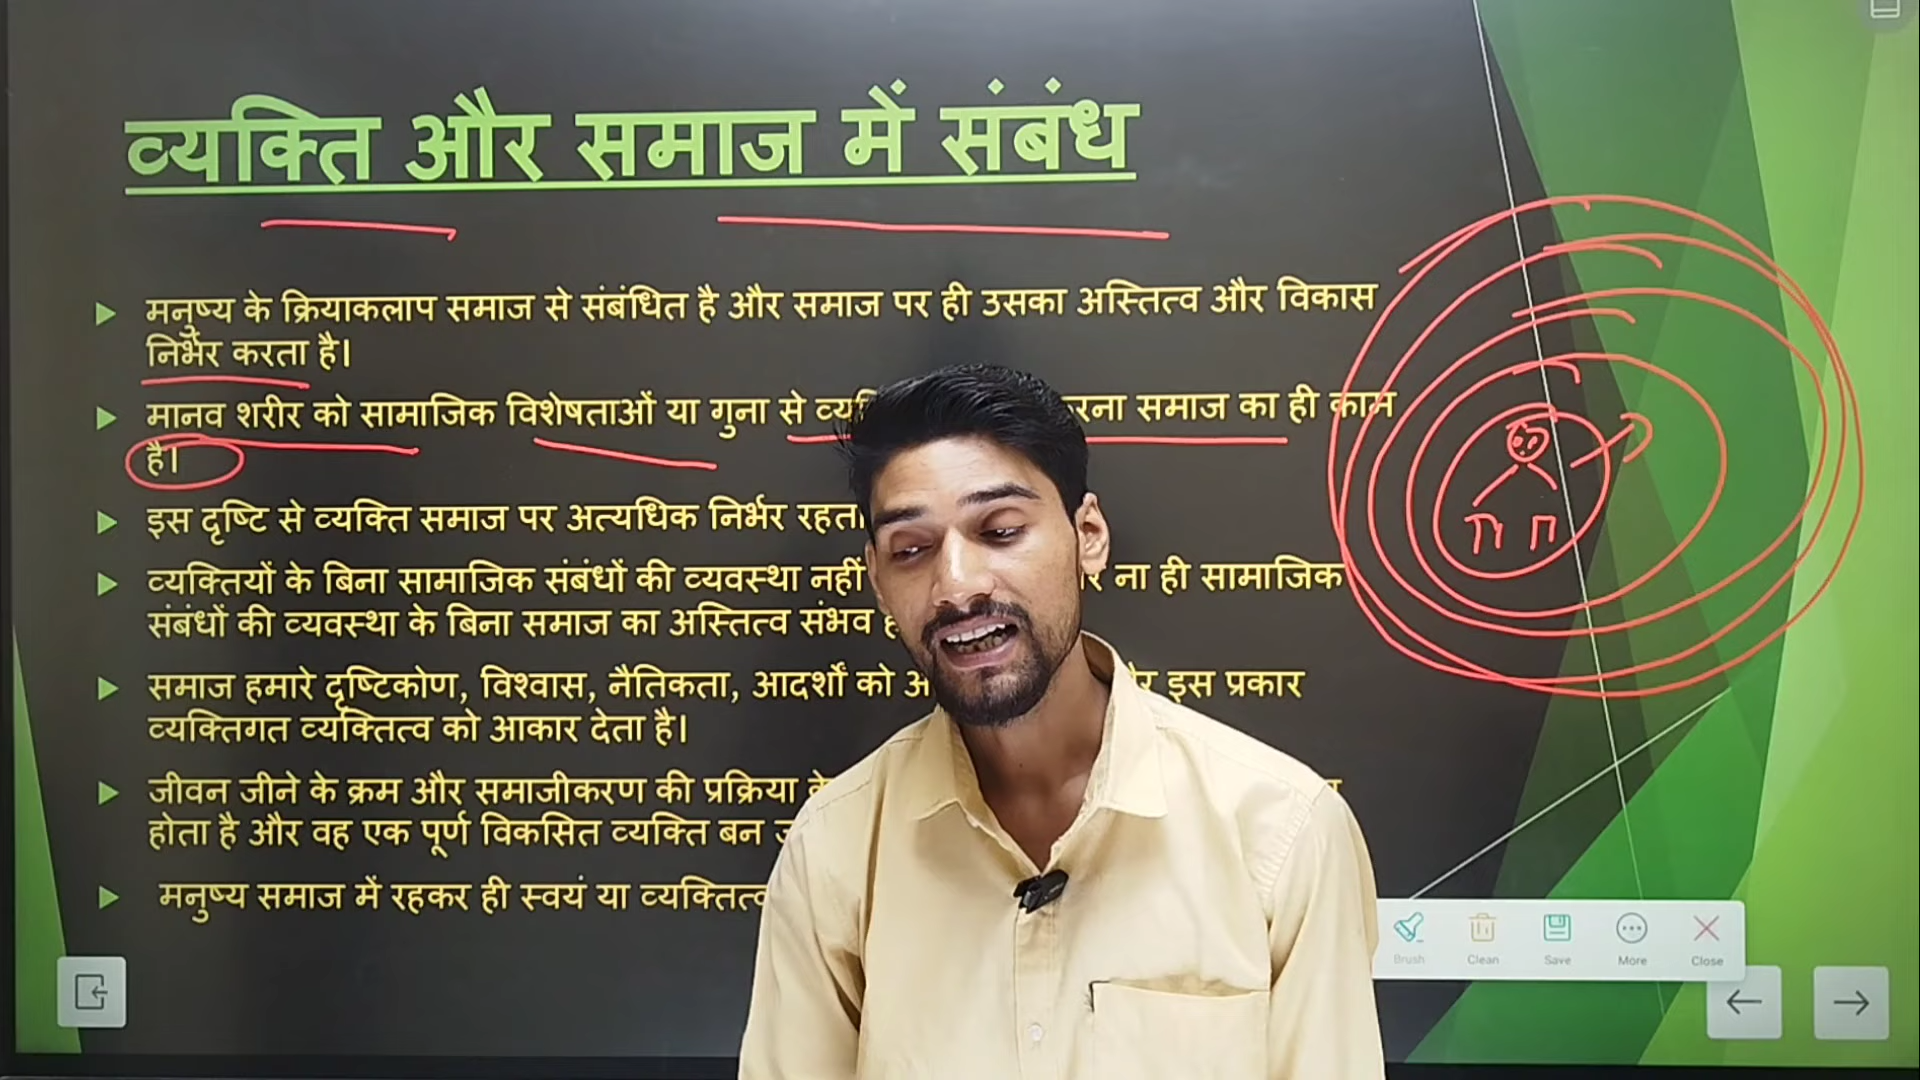 व्यक्ति और समाज में संबंध
मनुष्य के क्रियाकलाप समाज से संबंधित है और समाज पर ही उसका अस्तित्व और विकास
निर्भर करता है।
मानव शरीर को सामाजिक विशेषताओं या गुना से समाज का ही काम
है।
इस दृष्टि से व्यक्ति समाज पर अत्यधिक निर्भर रहता
व्यक्तियों के बिना सामाजिक संबंधों की व्यवस्था नहीं ना ही सामाजिक
संबंधों की व्यवस्था के बिना समाज का अस्तित्व संभव
समाज हमारे दृष्टिकोण, विश्वास, नैतिकता, आदर्शों को इस प्रकार
व्यक्तिगत व्यक्तित्व को आकार देता है।
जीवन जीने के क्रम और समाजीकरण की प्रक्रिया
होता है और वह एक पूर्ण विकसित व्यक्ति बन
मनुष्य समाज में रहकर ही स्वयं या
Brush Clean Save More Close